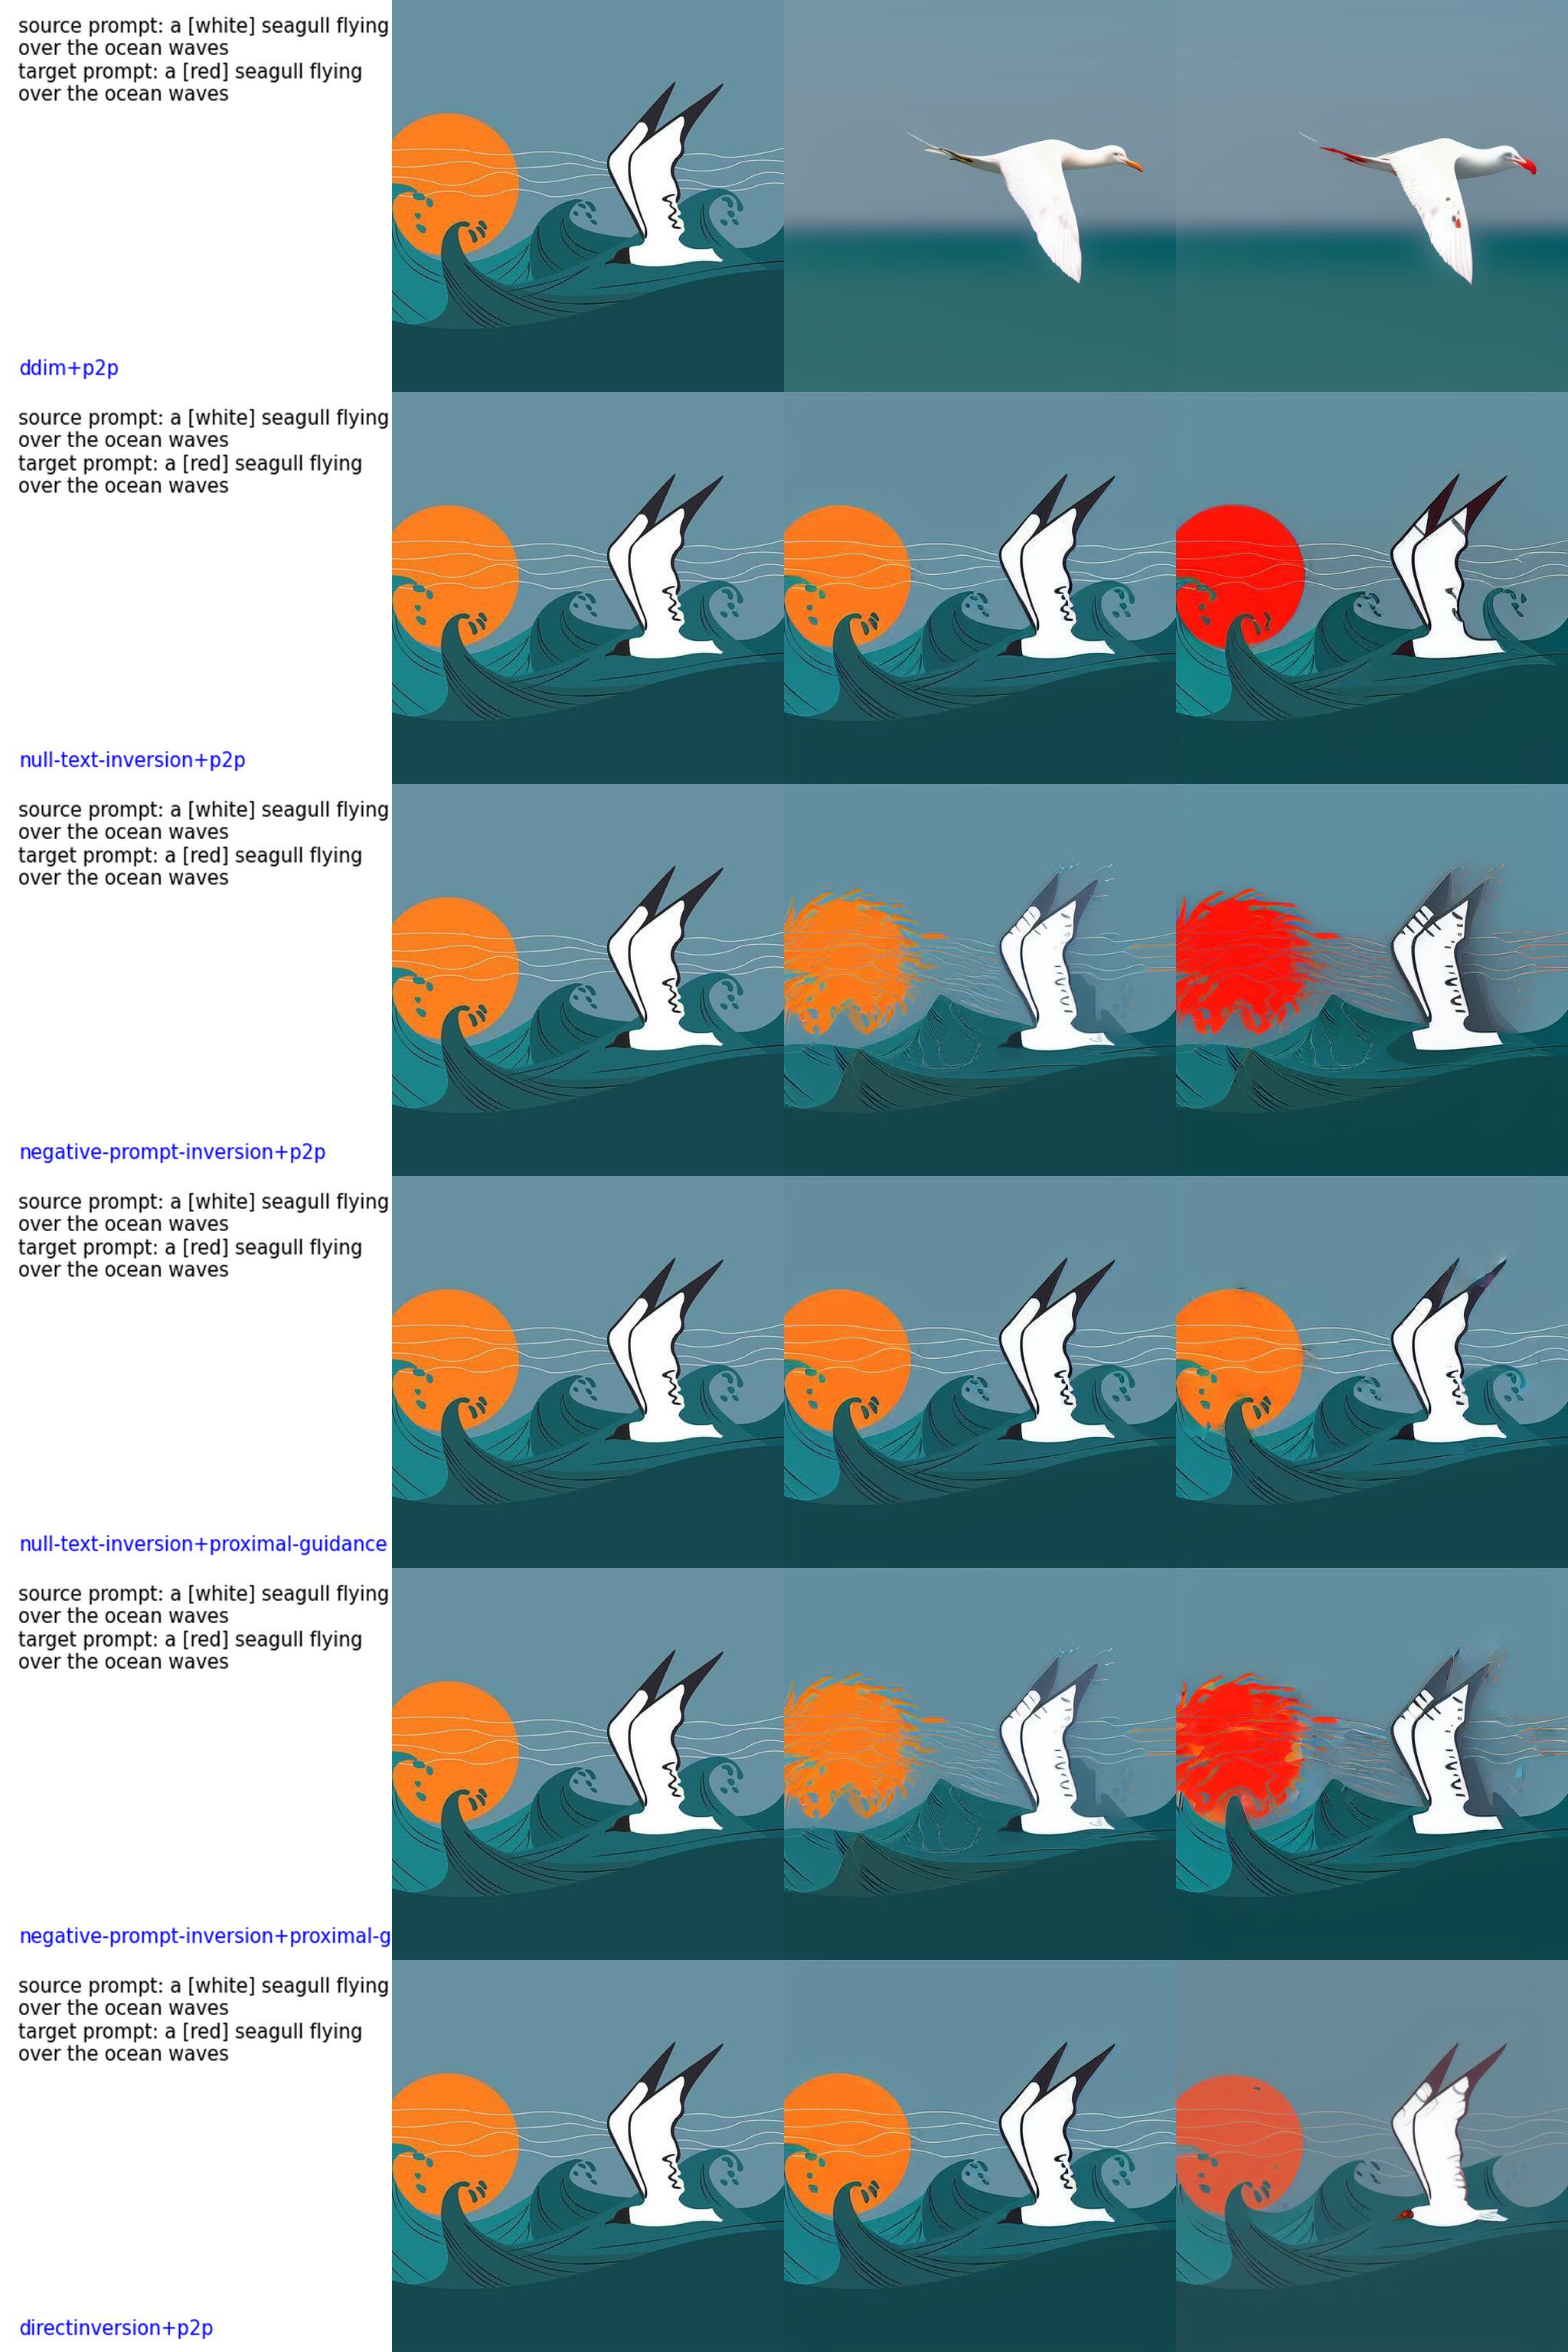 source prompt: a [white] seagull flying
over the ocean waves
target prompt: a [red] seagull flying
over the ocean waves
ddim+p2p
source prompt: a [white] seagull flying
over the ocean waves
target prompt: a [red] seagull flying
over the ocean waves
null-text-inversion+p2p
source prompt: a [white] seagull flying
over the ocean waves
target prompt: a [red] seagull flying
over the ocean waves
negative-prompt-inversion+p2p
source prompt: a [white] seagull flying
over the ocean waves
target prompt: a [red] seagull flying
over the ocean waves
null-text-inversion+proximal-guidance
source prompt: a [white] seagull flying
over the ocean waves
target prompt: a [red] seagull flying
over the ocean waves
negative-prompt-inversion+proximal-g
source prompt: a [white] seagull flying
over the ocean waves
target prompt: a [red] seagull flying
over the ocean waves
directinversion+p2p